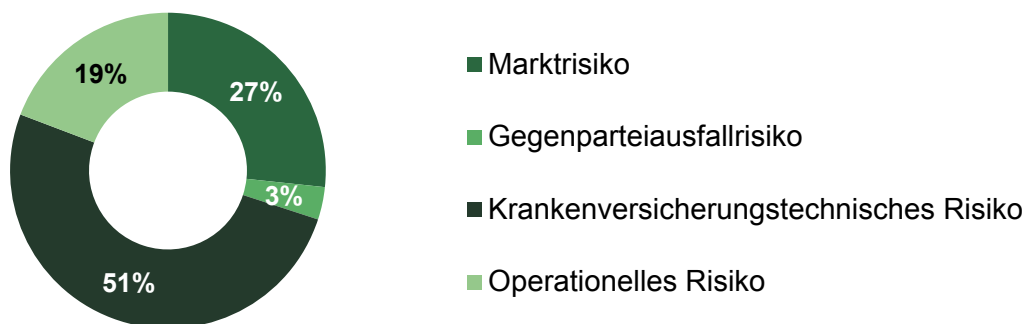 19%
27%
3%
51%
Marktrisiko
Gegenparteiausfallrisiko
Krankenversicherungstechnisches Risiko
Operationelles Risiko